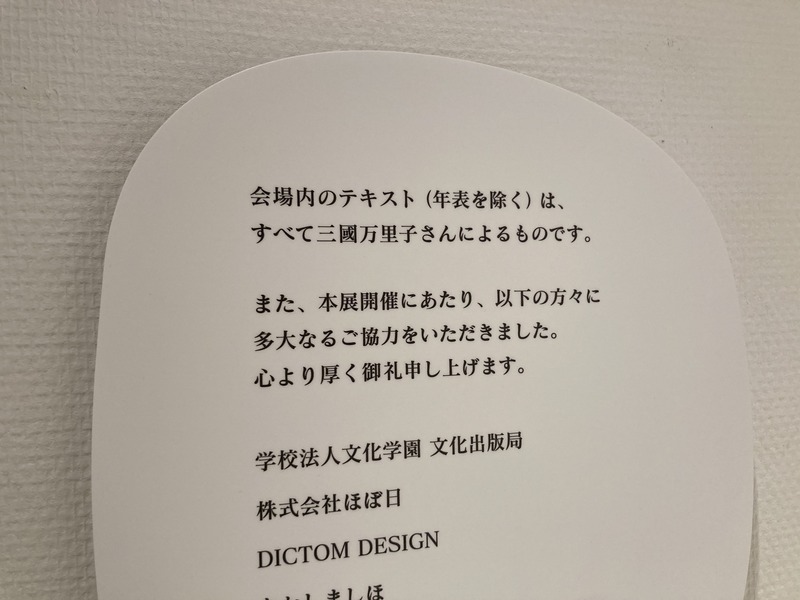 会場内のテキスト（年表を除く）は、
すべて三國万里子さんによるものです。
また、本展開催にあたり、以下の方々に
多大なるご協力をいただきました。
心より厚く御礼申し上げます。
学校法人文化学園 文化出版局
株式会社ほぼ日
DICTOM DESIGN